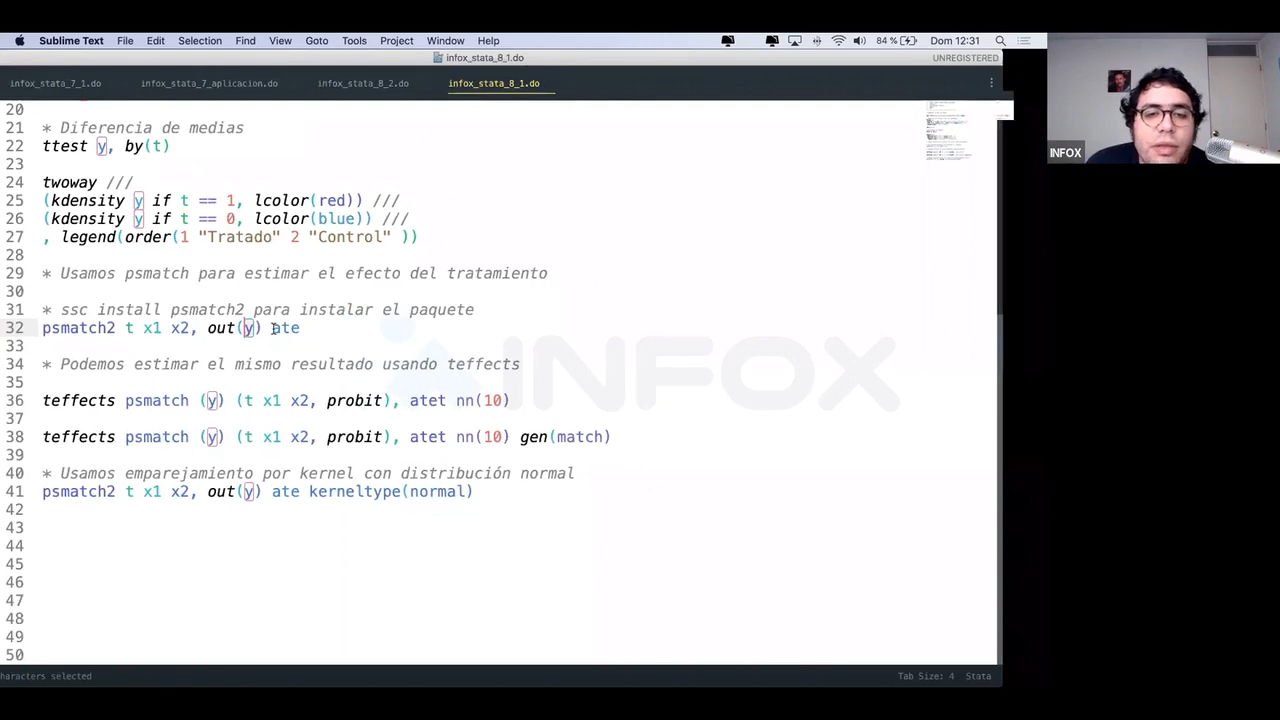 Sublime Text File Edit Selection Find View Goto Tools Project Window Help 84 % Dom 12:31
infox_stata_8_1.do UNREGISTERED
infox_stata_7_1.do infox_stata_7_aplicacion.do infox_stata_8_2.do infox_stata_8_1.do
20
21 * Diferencia de medias
22 ttest y, by(t)
23
24 twoway ///
25 (kdensity y if t == 1, lcolor(red)) ///
26 (kdensity y if t == 0, lcolor(blue)) ///
27 , legend(order(1 "Tratado" 2 "Control" ))
28
29 * Usamos psmatch para estimar el efecto del tratamiento
30
31 * ssc install psmatch2 para instalar el paquete
32 psmatch2 t x1 x2, out(y) ate
33
34 * Podemos estimar el mismo resultado usando teffects
35
36 teffects psmatch (y) (t x1 x2, probit), atet nn(10)
37
38 teffects psmatch (y) (t x1 x2, probit), atet nn(10) gen(match)
39
40 * Usamos emparejamiento por kernel con distribución normal
41 psmatch2 t x1 x2, out(y) ate kerneltype(normal)
42
43
44
45
46
47
48
49
50
haracters selected Tab Size: 4 Stata
INFOX
INFOX